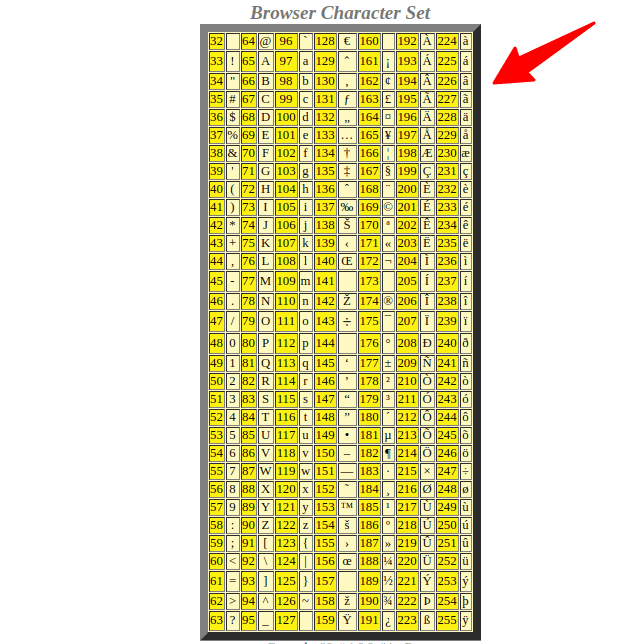 Browser Character Set
32 64 @ 96 ` 128 € 160 192 À 224 à
33 ! 65 A 97 a 129 ˆ 161 ¡ 193 Á 225 á
34 " 66 B 98 b 130 ‚ 162 ¢ 194 Â 226 â
35 # 67 C 99 c 131 ƒ 163 £ 195 Ã 227 ã
36 $ 68 D 100 d 132 „ 164 ¤ 196 Ä 228 ä
37 % 69 E 101 e 133 … 165 ¥ 197 Å 229 å
38 & 70 F 102 f 134 † 166 ¦ 198 Æ 230 æ
39 ' 71 G 103 g 135 ‡ 167 § 199 Ç 231 ç
40 ( 72 H 104 h 136 ˆ 168 ¨ 200 È 232 è
41 ) 73 I 105 i 137 ‰ 169 © 201 É 233 é
42 * 74 J 106 j 138 Š 170 ª 202 Ê 234 ê
43 + 75 K 107 k 139 ‹ 171 « 203 Ë 235 ë
44 , 76 L 108 l 140 Œ 172 ¬ 204 Ì 236 ì
45 - 77 M 109 m 141 173 205 Í 237 í
46 . 78 N 110 n 142 Ž 174 ® 206 Î 238 î
47 / 79 O 111 o 143 ÷ 175 ¯ 207 Ï 239 ï
48 0 80 P 112 p 144 176 ° 208 Ð 240 ð
49 1 81 Q 113 q 145 ‘ 177 ± 209 Ñ 241 ñ
50 2 82 R 114 r 146 ’ 178 ² 210 Ò 242 ò
51 3 83 S 115 s 147 “ 179 ³ 211 Ó 243 ó
52 4 84 T 116 t 148 ” 180 ´ 212 Ô 244 ô
53 5 85 U 117 u 149 • 181 µ 213 Õ 245 õ
54 6 86 V 118 v 150 – 182 ¶ 214 Ö 246 ö
55 7 87 W 119 w 151 — 183 · 215 × 247 ÷
56 8 88 X 120 x 152 ˜ 184 ¸ 216 Ø 248 ø
57 9 89 Y 121 y 153 ™ 185 ¹ 217 Ù 249 ù
58 : 90 Z 122 z 154 š 186 º 218 Ú 250 ú
59 ; 91 [ 123 { 155 › 187 » 219 Û 251 û
60 < 92 \ 124 | 156 œ 188 ¼ 220 Ü 252 ü
61 = 93 ] 125 } 157 189 ½ 221 Ý 253 ý
62 > 94 ^ 126 ~ 158 ž 190 ¾ 222 Þ 254 þ
63 ? 95 _ 127 159 Ÿ 191 ¿ 223 ß 255 ÿ